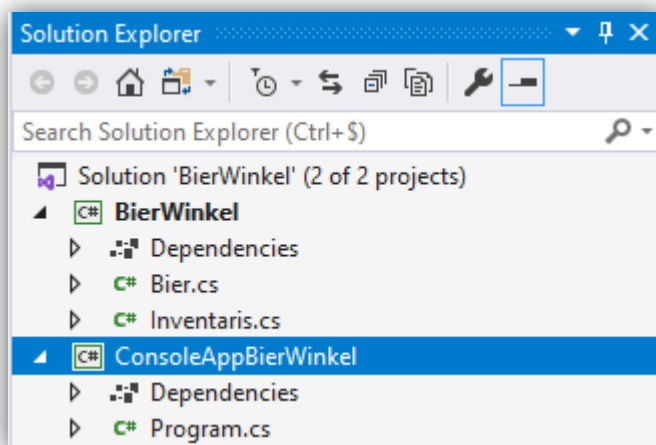 Solution Explorer
Search Solution Explorer (Ctrl+$)
Solution 'BierWinkel' (2 of 2 projects)
C# BierWinkel
Dependencies
C# Bier.cs
C# Inventaris.cs
C# ConsoleAppBierWinkel
Dependencies
C# Program.cs